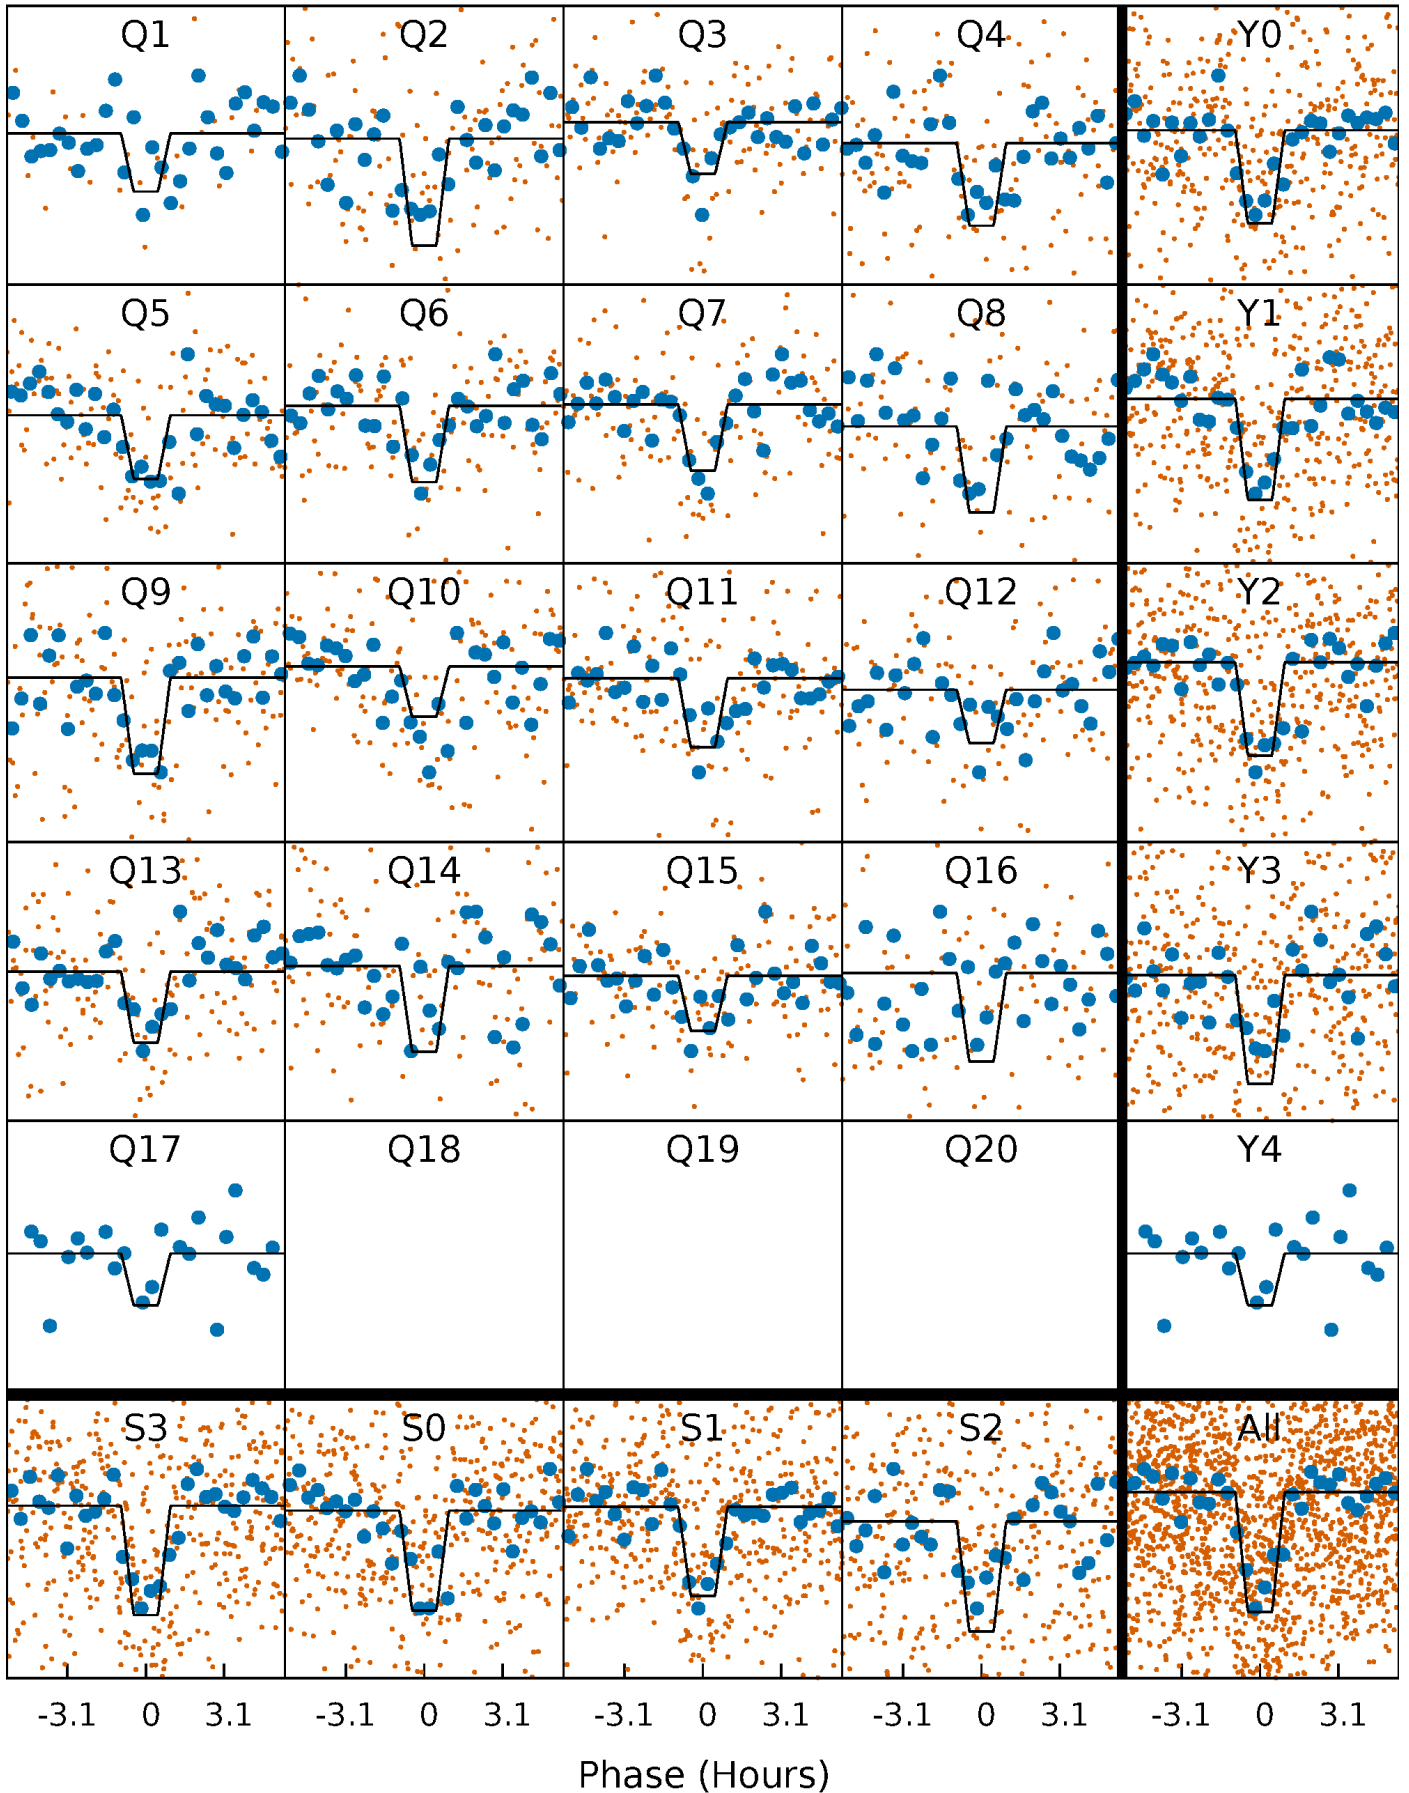 Q1 Q2 Q3 Q4 Y0
Q5 Q6 Q7 Q8 Y1
Q9 Q10 Q11 Q12 Y2
Q13 Q14 Q15 Q16 Y3
Q17 Q18 Q19 Q20 Y4
S3 S0 S1 S2 All
-3.1 0 3.1 -3.1 0 3.1 -3.1 0 3.1 -3.1 0 3.1 -3.1 0 3.1
Phase (Hours)